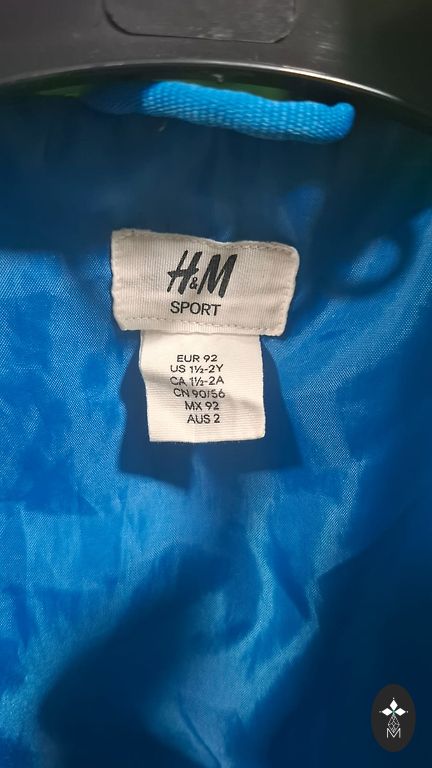 H&M
SPORT
EUR 92
US 1½-2Y
CA 1½-2A
CN 90/56
MX 92
AUS 2
M